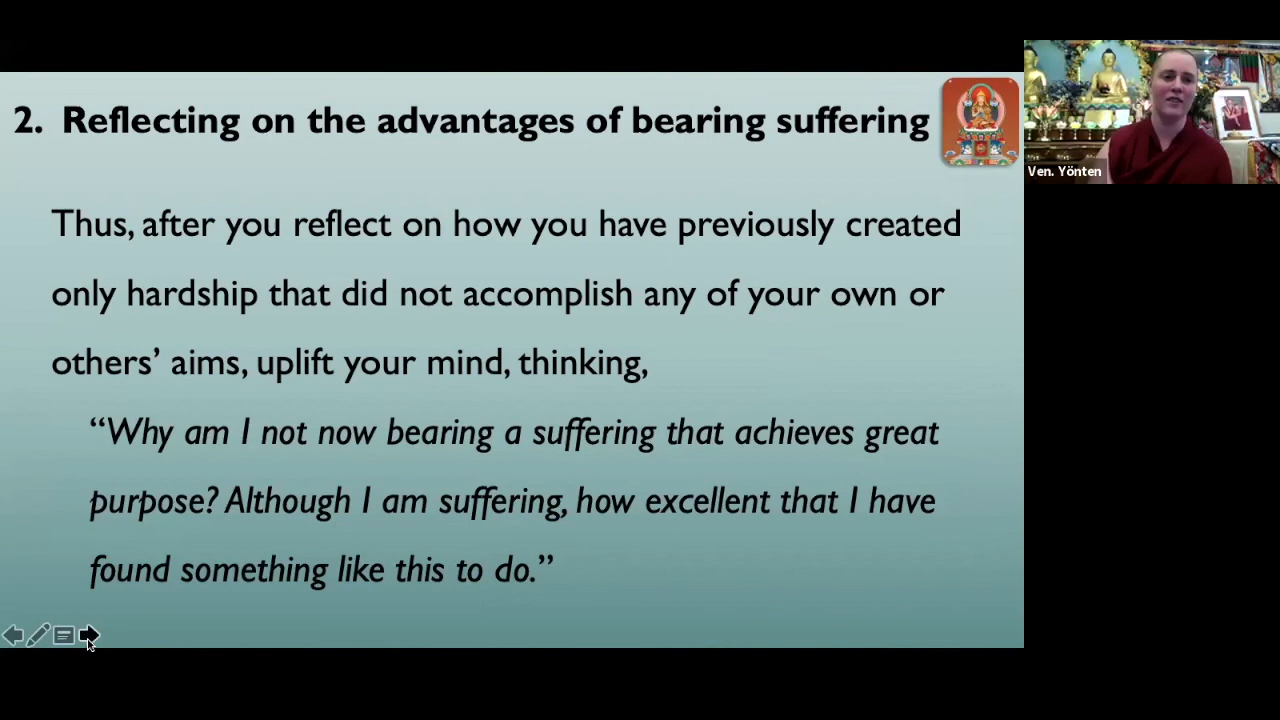 2. Reflecting on the advantages of bearing suffering
Thus, after you reflect on how you have previously created
only hardship that did not accomplish any of your own or
others’ aims, uplift your mind, thinking,
“Why am I not now bearing a suffering that achieves great
purpose? Although I am suffering, how excellent that I have
found something like this to do.”
Ven. Yönten